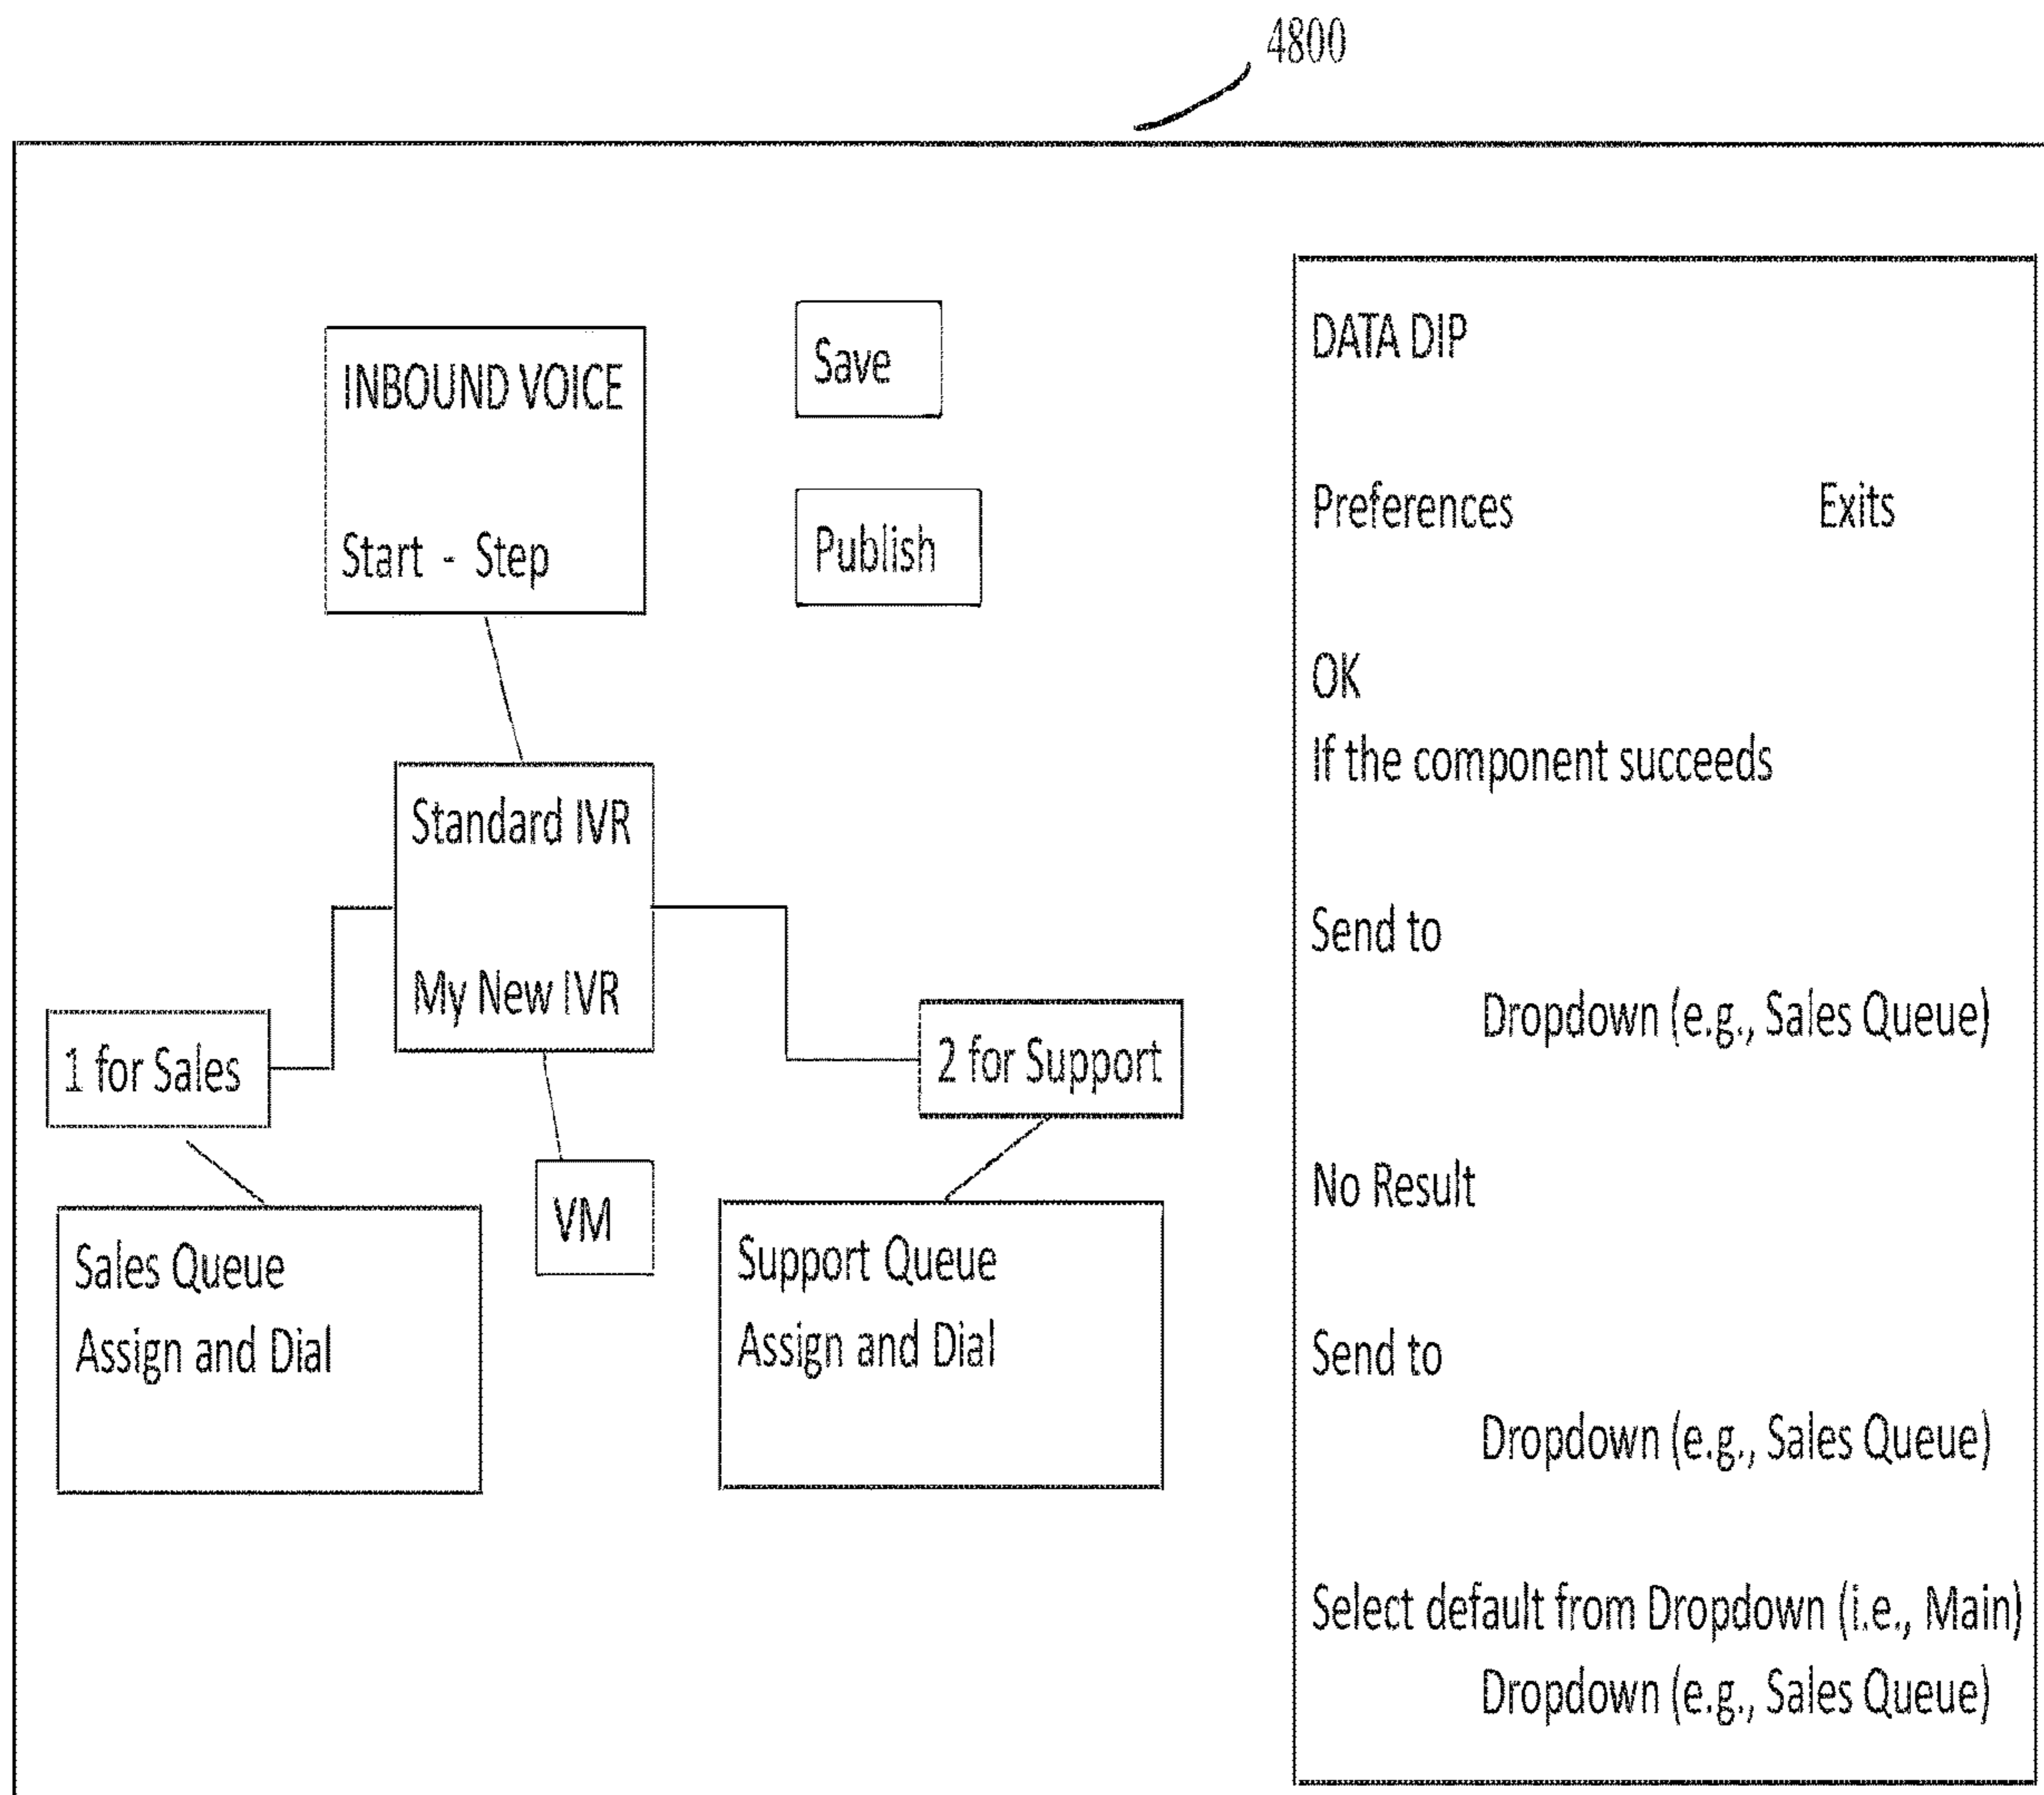 4800
INBOUND VOICE
Start - Step
Save
Publish
Standard IVR
My New IVR
1 for Sales
2 for Support
VM
Sales Queue
Assign and Dial
Support Queue
Assign and Dial
DATA DIP
Preferences Exits
OK
If the component succeeds
Send to
Dropdown (e.g., Sales Queue)
No Result
Send to
Dropdown (e.g., Sales Queue)
Select default from Dropdown (i.e., Main)
Dropdown (e.g., Sales Queue)